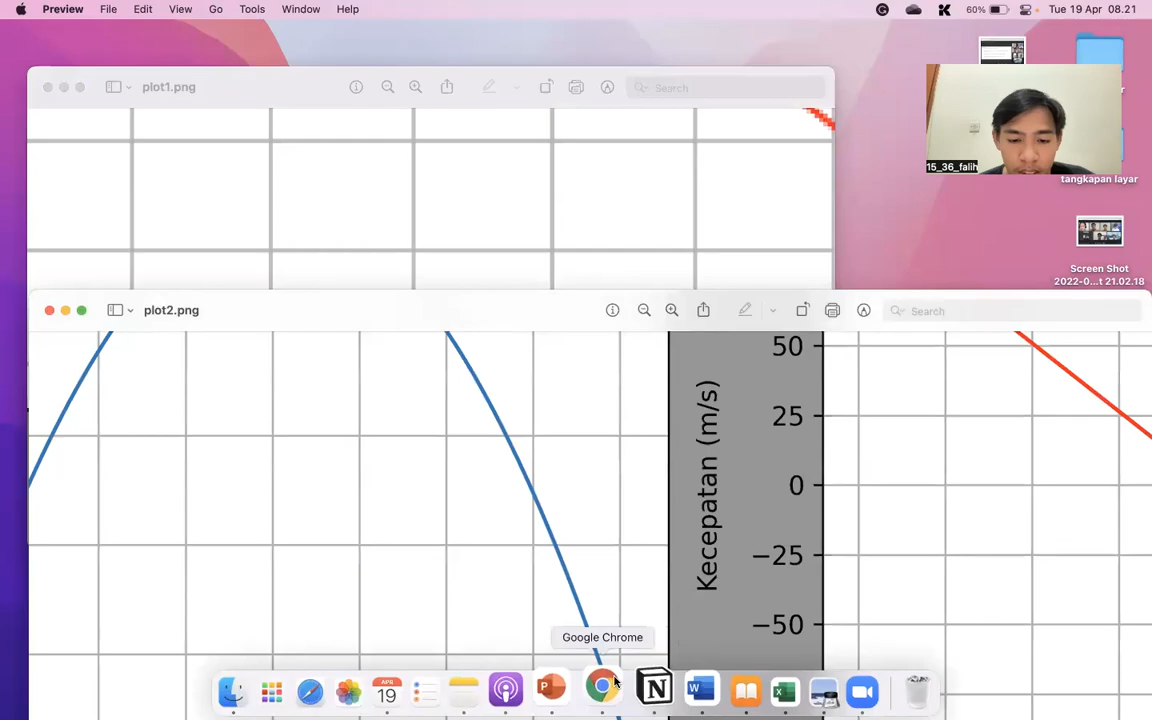 Preview File Edit View Go Tools Window Help 60% Tue 19 Apr 08.21
plot1.png Search
15_36_falih
tangkapan layar
Screen Shot
2022-0...t 21.02.18
plot2.png Search
Kecepatan (m/s)
50
25
0
−25
−50
Google Chrome
APR
19
P
N
W
X